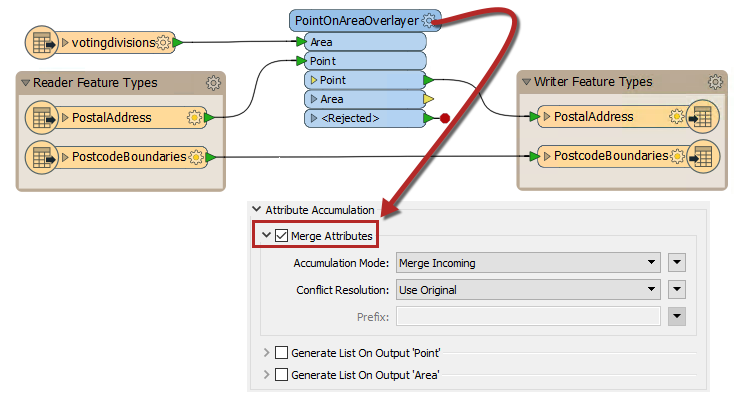 PointOnAreaOverlayer
votingdivisions
Area
Point
Reader Feature Types
Point
Writer Feature Types
Area
PostalAddress
<Rejected>
PostalAddress
PostcodeBoundaries
PostcodeBoundaries
Attribute Accumulation
Merge Attributes
Accumulation Mode: Merge Incoming
Conflict Resolution: Use Original
Prefix:
Generate List On Output 'Point'
Generate List On Output 'Area'